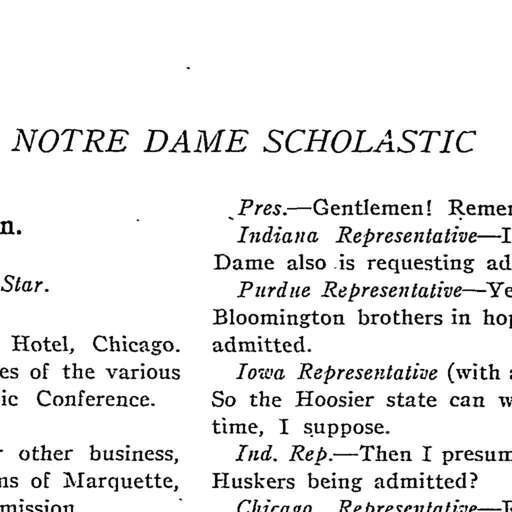 NOTRE DAME SCHOLASTIC
n.
Star.
Hotel, Chicago.
es of the various
ic Conference.
other business,
ns of Marquette,
mission
Pres.—Gentlemen! Remem
Indiana Representative—I
Dame also is requesting ad
Purdue Representative—Ye
Bloomington brothers in hop
admitted.
Iowa Representative (with a
So the Hoosier state can w
time, I suppose.
Ind. Rep.—Then I presum
Huskers being admitted?
Chicago Representative—